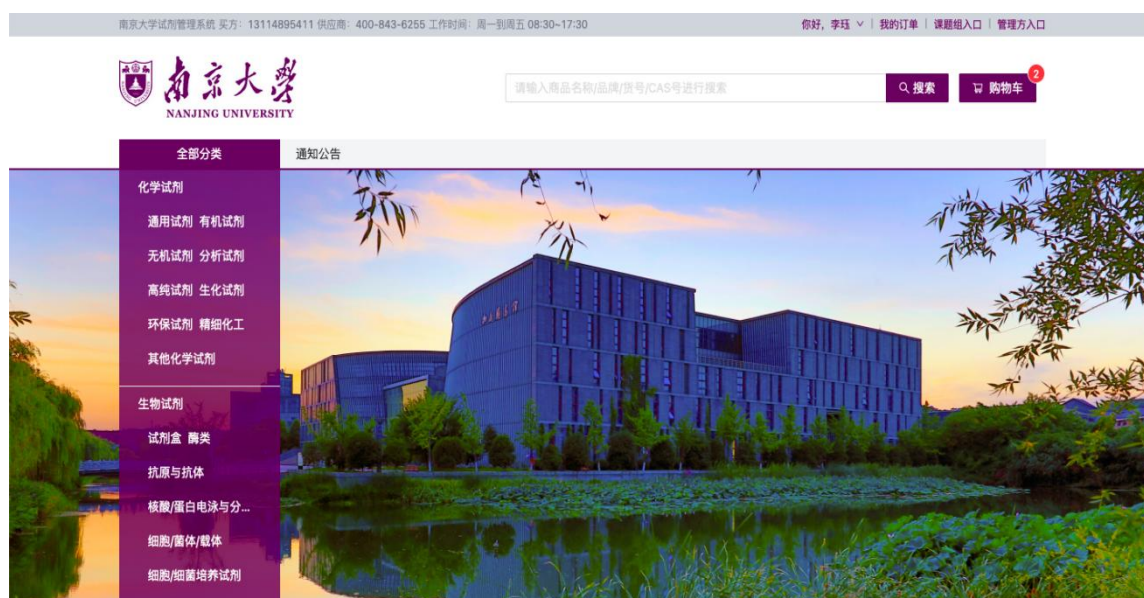 南京大学试剂管理系统 买方：13114895411 供应商：400-843-6255 工作时间：周一到周五 08:30~17:30
你好，李珏 | 我的订单 | 课题组入口 | 管理方入口
南京大學
NANJING UNIVERSITY
请输入商品名称/品牌/货号/CAS号进行搜索
搜索
购物车
2
全部分类
通知公告
化学试剂
通用试剂 有机试剂
无机试剂 分析试剂
高纯试剂 生化试剂
环保试剂 精细化工
其他化学试剂
生物试剂
试剂盒 酶类
抗原与抗体
核酸/蛋白电泳与分...
细胞/菌体/载体
细胞/细菌培养试剂